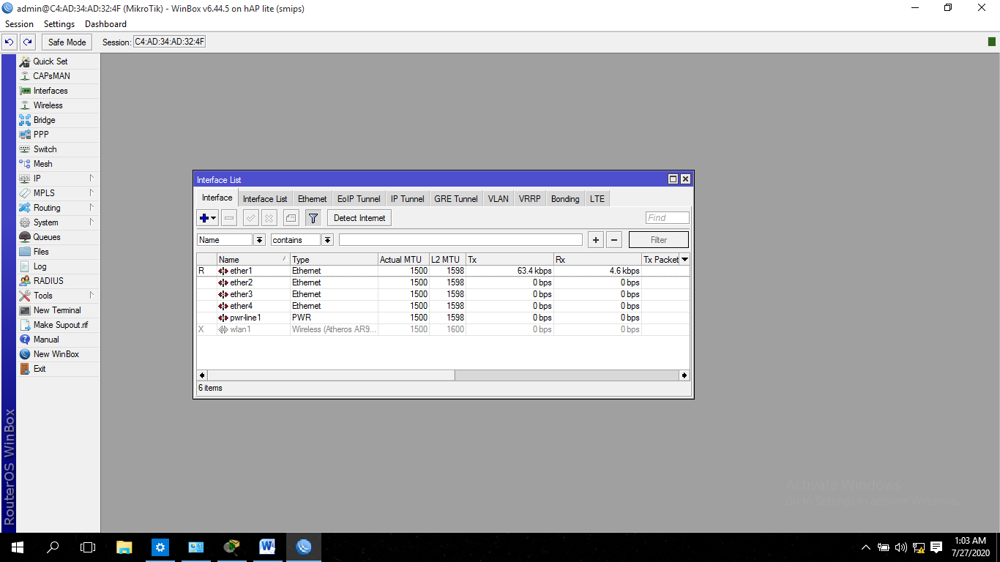 admin@C4:AD:34:AD:32:4F (MikroTik) - WinBox v6.44.5 on hAP lite (smips)
Session Settings Dashboard
Safe Mode Session: C4:AD:34:AD:32:4F
Quick Set
CAPsMAN
Interfaces
Wireless
Bridge
PPP
Switch
Mesh
IP
MPLS
Routing
System
Queues
Files
Log
RADIUS
Tools
New Terminal
Make Supout.rif
Manual
New WinBox
Exit
RouterOS WinBox
Interface List
Interface Interface List Ethernet EoIP Tunnel IP Tunnel GRE Tunnel VLAN VRRP Bonding LTE
Detect Internet Find
Name contains + - Filter
Name Type Actual MTU L2 MTU Tx Rx Tx Packet
R ether1 Ethernet 1500 1598 63.4 kbps 4.6 kbps
ether2 Ethernet 1500 1598 0 bps 0 bps
ether3 Ethernet 1500 1598 0 bps 0 bps
ether4 Ethernet 1500 1598 0 bps 0 bps
pwr-line1 PWR 1500 1598 0 bps 0 bps
X wlan1 Wireless (Atheros AR9... 1500 1600 0 bps 0 bps
6 items
Activate Windows
Go to Settings to activate Windows.
1:03 AM
7/27/2020